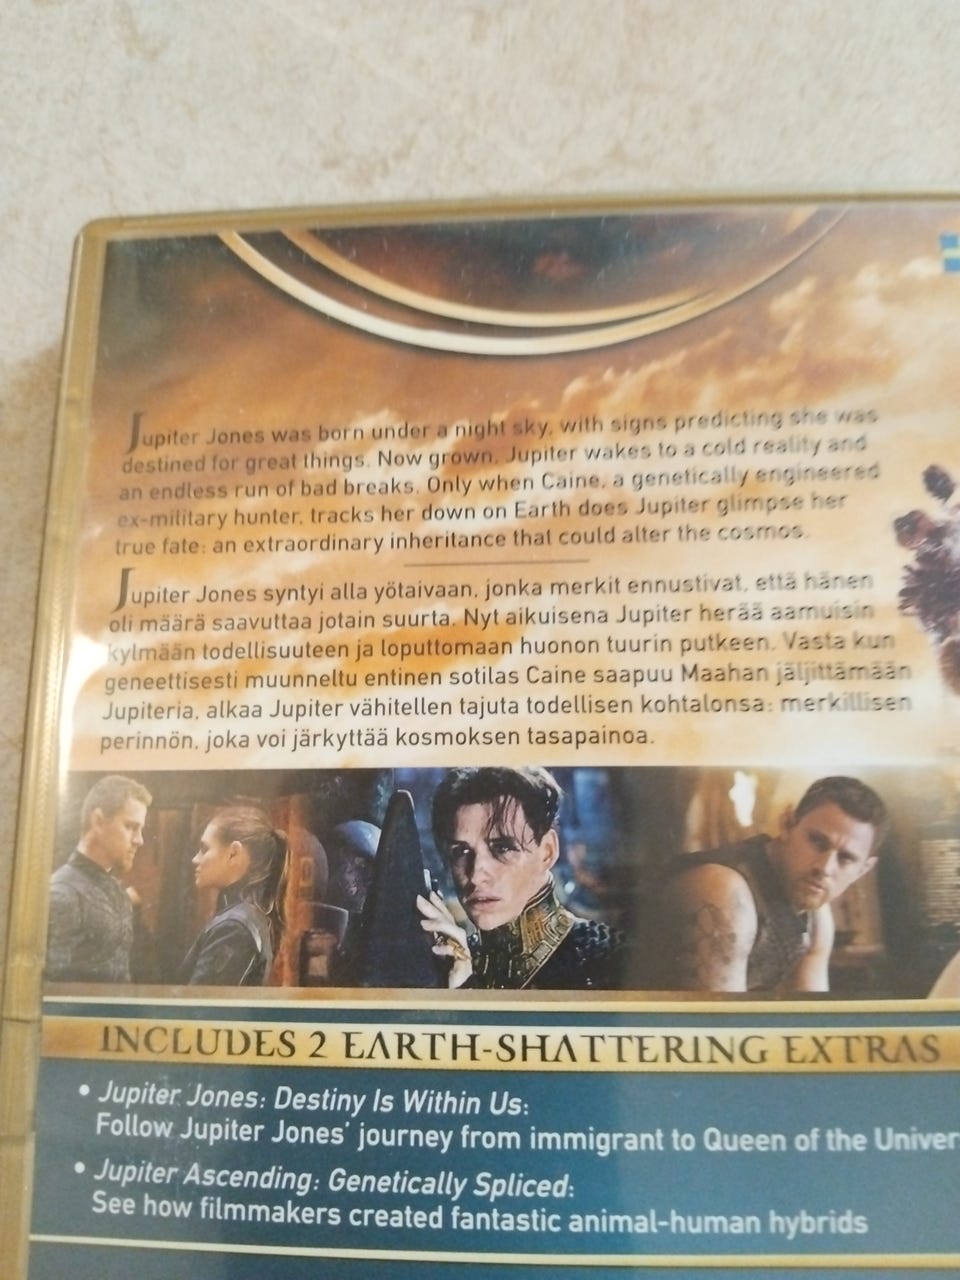 Jupiter Jones was born under a night sky, with signs predicting she was
destined for great things. Now grown, Jupiter wakes to a cold reality and
an endless run of bad breaks. Only when Caine, a genetically engineered
ex-military hunter, tracks her down on Earth does Jupiter glimpse her
true fate: an extraordinary inheritance that could alter the cosmos.
Jupiter Jones syntyi alla yötaivaan, jonka merkit ennustivat, että hänen
oli määrä saavuttaa jotain suurta. Nyt aikuisena Jupiter herää aamuisin
kylmään todellisuuteen ja loputtomaan huonon tuurin putkeen. Vasta kun
geneettisesti muunneltu entinen sotilas Caine saapuu Maahan jäljittämään
Jupiteria, alkaa Jupiter vähitellen tajuta todellisen kohtalonsa: merkillisen
perinnön, joka voi järkyttää kosmoksen tasapainoa.
INCLUDES 2 EARTH-SHATTERING EXTRAS
• Jupiter Jones: Destiny Is Within Us:
Follow Jupiter Jones' journey from immigrant to Queen of the Univer
• Jupiter Ascending: Genetically Spliced:
See how filmmakers created fantastic animal-human hybrids